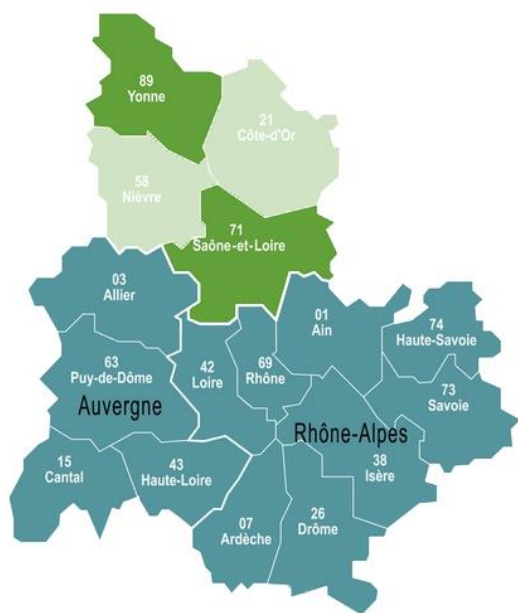 89
Yonne
21
Côte-d'Or
58
Nièvre
71
Saône-et-Loire
03
Allier
01
Ain
74
Haute-Savoie
63
Puy-de-Dôme
42
Loire
69
Rhône
73
Savoie
Auvergne
Rhône-Alpes
15
Cantal
43
Haute-Loire
38
Isère
07
Ardèche
26
Drôme